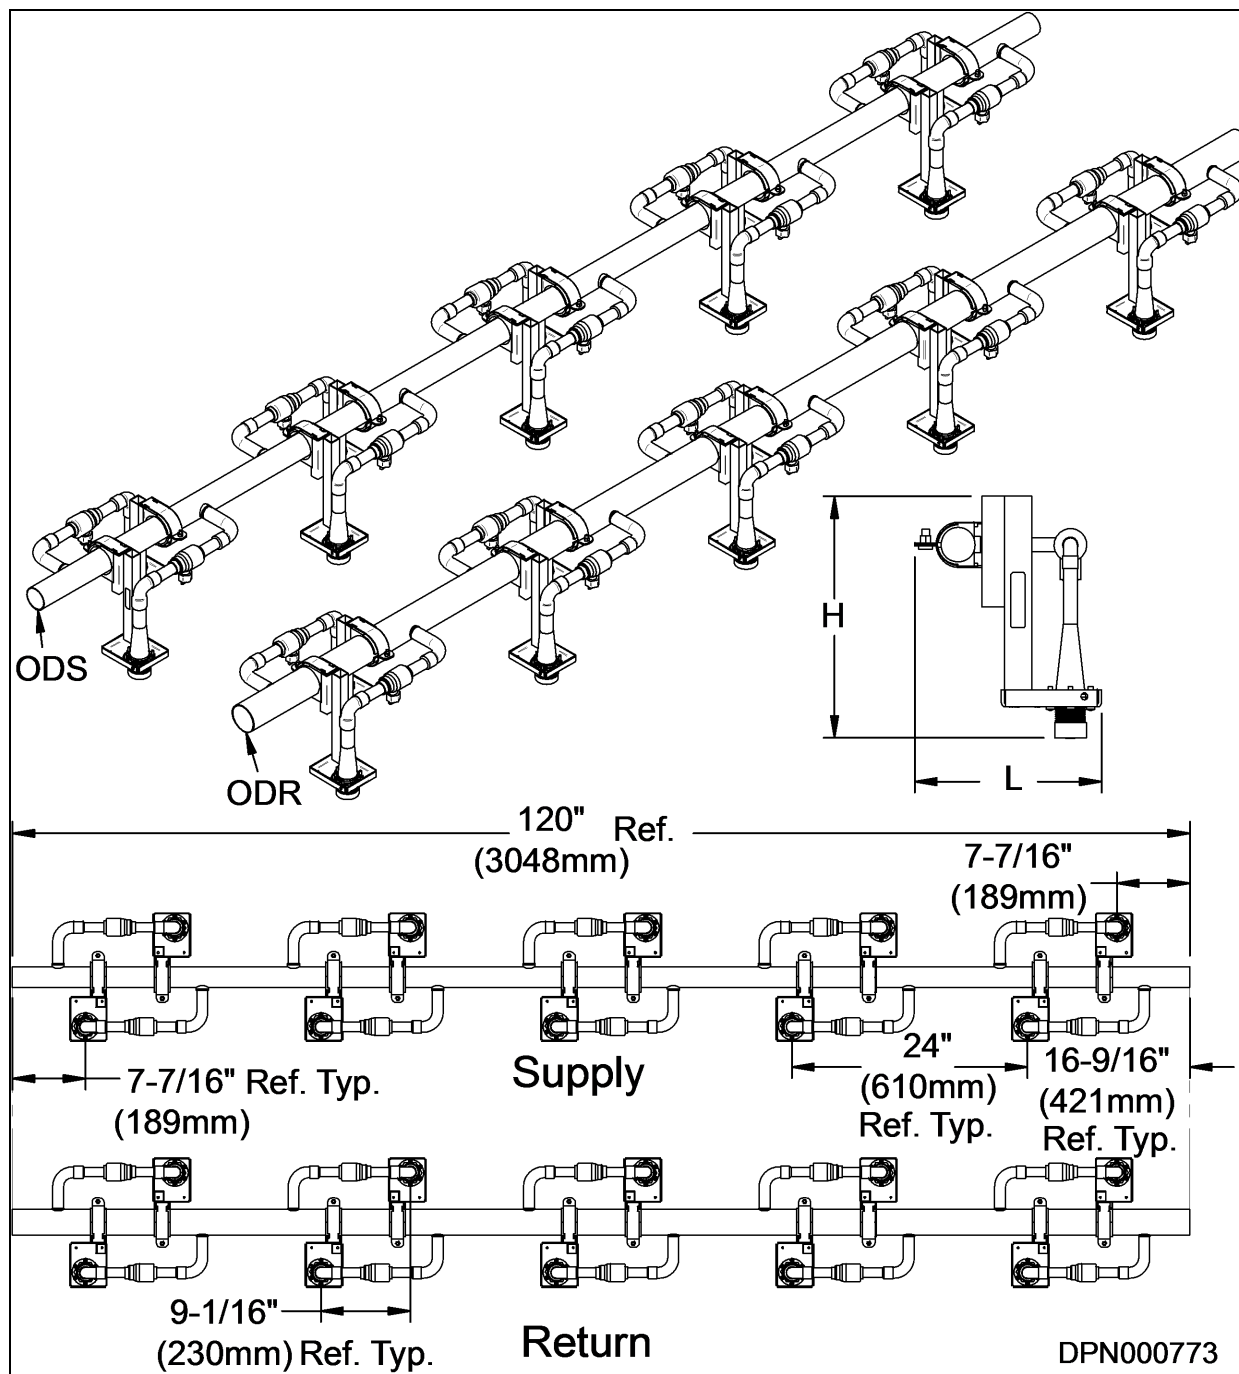 ODS
ODR
H
L
120" Ref.
(3048mm)
7-7/16"
(189mm)
7-7/16" Ref. Typ.
(189mm)
Supply
24"
(610mm)
Ref. Typ.
16-9/16"
(421mm)
Ref. Typ.
9-1/16"
(230mm) Ref. Typ.
Return
DPN000773